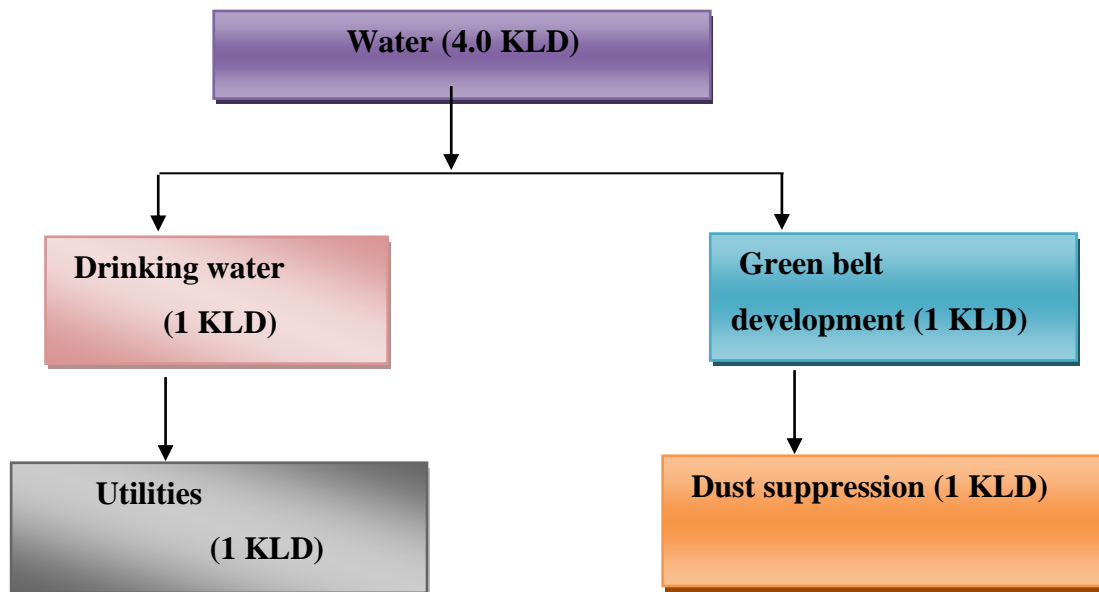 Water (4.0 KLD)
Drinking water
(1 KLD)
Green belt
development (1 KLD)
Utilities
(1 KLD)
Dust suppression (1 KLD)